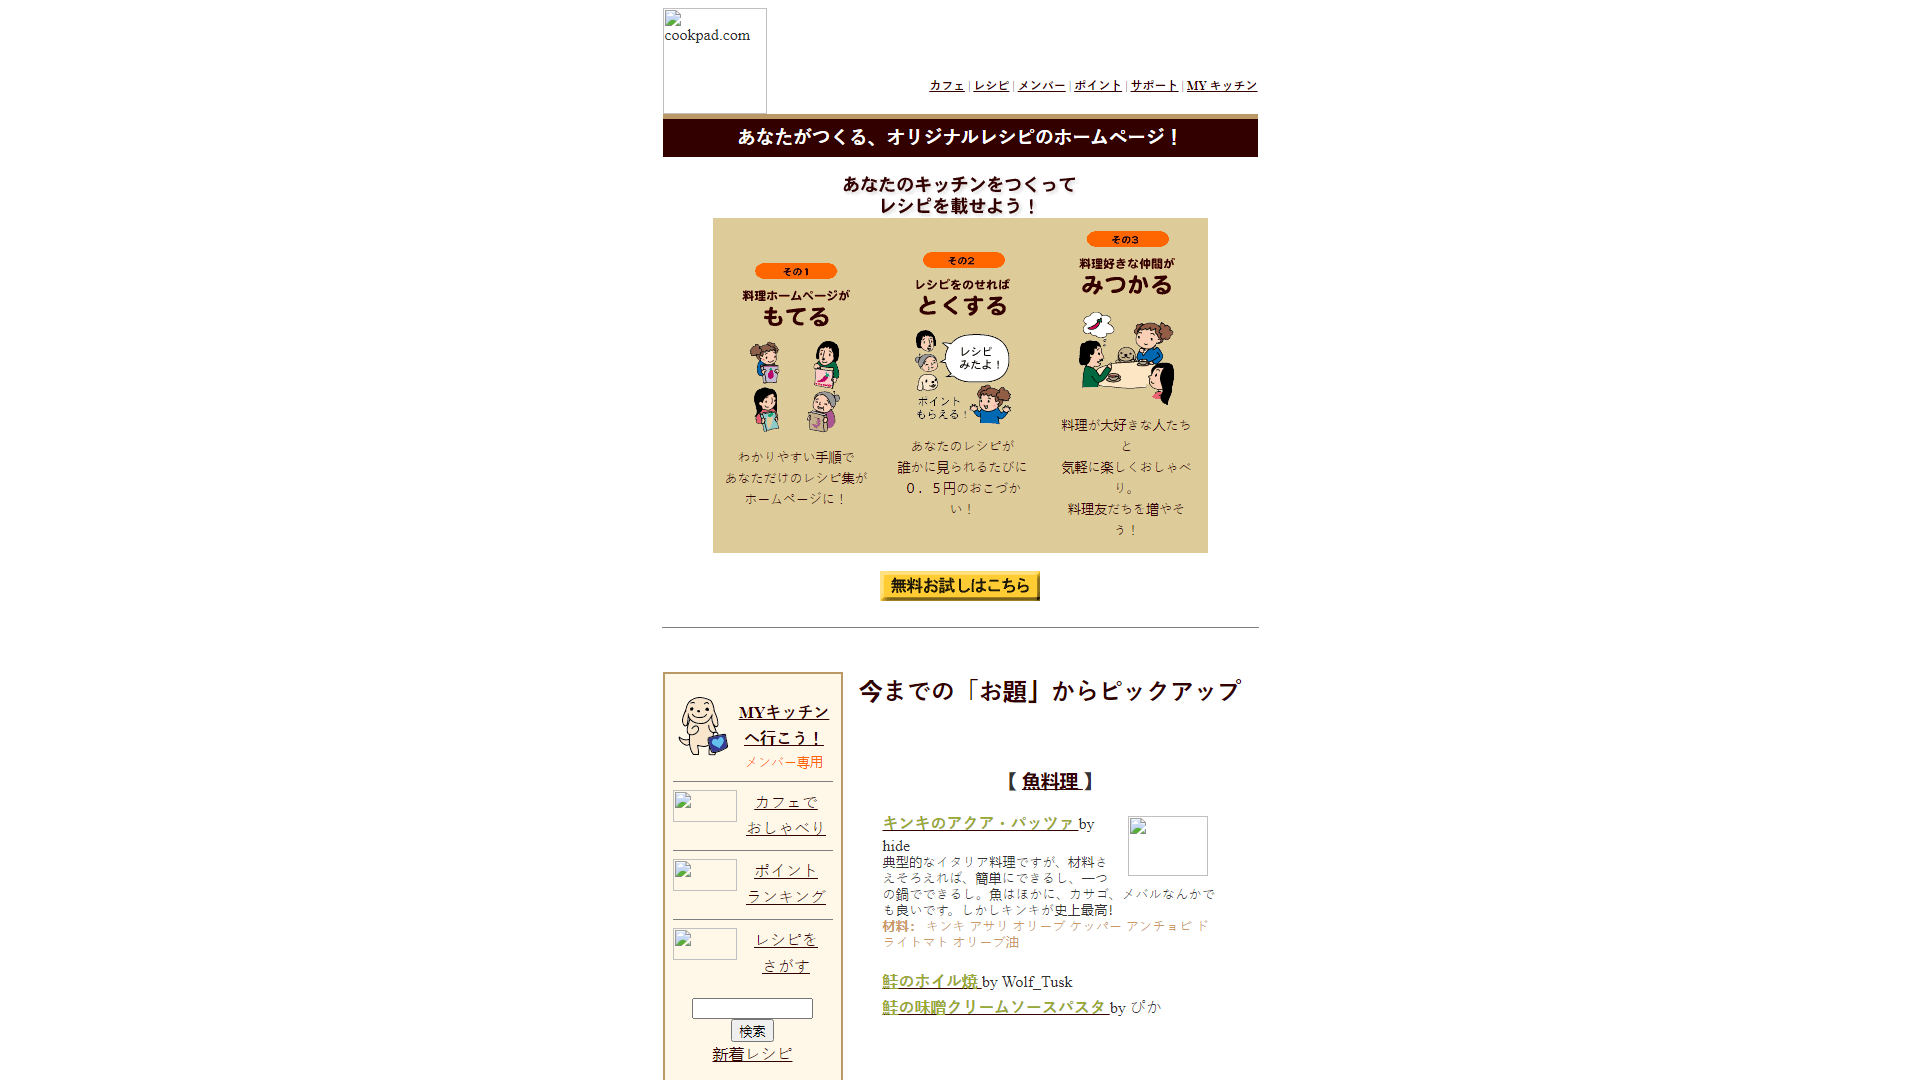 cookpad.com
カフェ | レシピ | メンバー | ポイント | サポート | MY キッチン
あなたがつくる、オリジナルレシピのホームページ！
あなたのキッチンをつくって
レシピを載せよう！
その1
料理ホームページが
もてる
わかりやすい手順で
あなただけのレシピ集が
ホームページに！
その2
レシピをのせれば
とくする
レシピ
みたよ！
ポイント
もらえる！
あなたのレシピが
誰かに見られるたびに
０．５円のおこづか
い！
その3
料理好きな仲間が
みつかる
料理が大好きな人たち
と
気軽に楽しくおしゃべ
り。
料理友だちを増やそ
う！
無料お試しはこちら
MYキッチン
へ行こう！
メンバー専用
カフェで
おしゃべり
ポイント
ランキング
レシピを
さがす
検索
新着レシピ
今までの「お題」からピックアップ
【 魚料理 】
キンキのアクア・パッツァ by
hide
典型的なイタリア料理ですが、材料さ
えそろえれば、簡単にできるし、一つ
の鍋でできるし。魚はほかに、カサゴ、メバルなんかで
も良いです。しかしキンキが史上最高!
材料： キンキ アサリ オリーブ ケッパー アンチョビ ド
ライトマト オリーブ油
鮭のホイル焼 by Wolf_Tusk
鮭の味噌クリームソースパスタ by ぴか